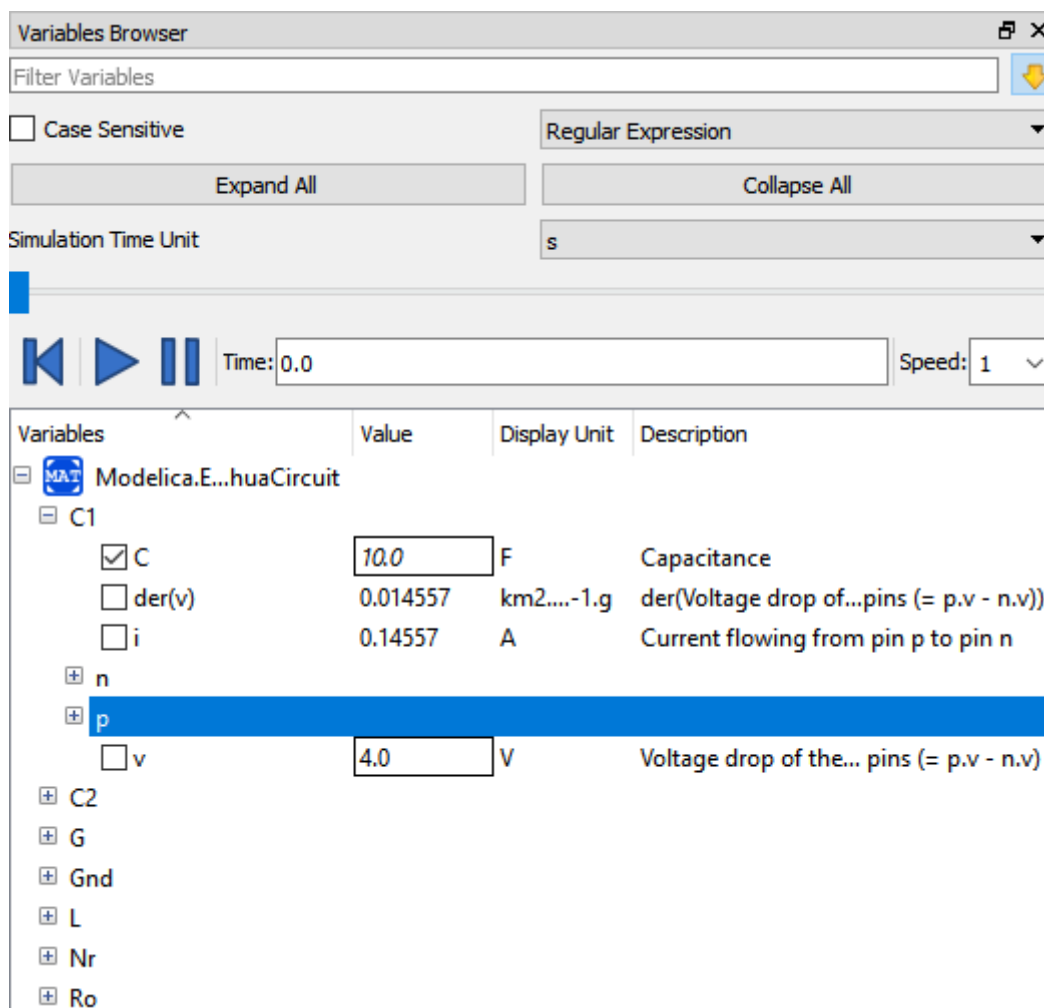 Variables Browser
Filter Variables
Case Sensitive Regular Expression
Expand All Collapse All
Simulation Time Unit s
Time: 0.0 Speed: 1
Variables Value Display Unit Description
MAT Modelica.E...huaCircuit
C1
C 10.0 F Capacitance
der(v) 0.014557 km2....-1.g der(Voltage drop of...pins (= p.v - n.v))
i 0.14557 A Current flowing from pin p to pin n
n
p
v 4.0 V Voltage drop of the... pins (= p.v - n.v)
C2
G
Gnd
L
Nr
Ro